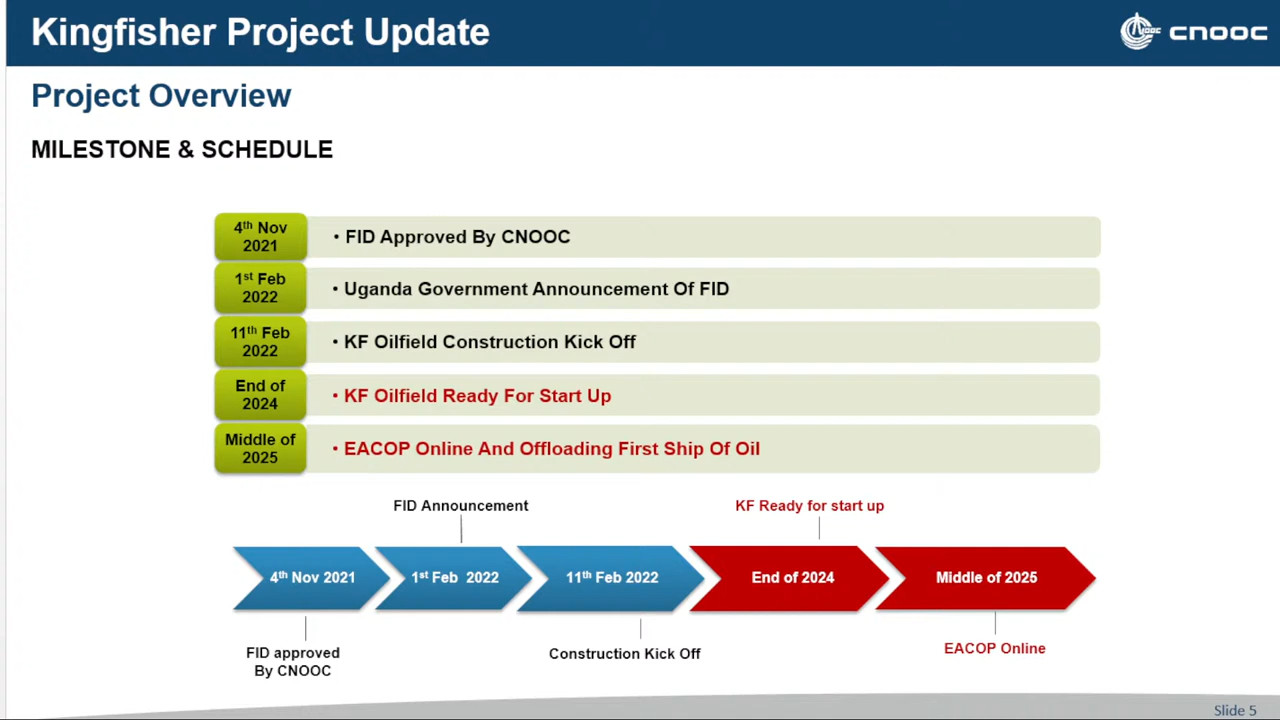 Kingfisher Project Update
CNOOC
Project Overview
MILESTONE & SCHEDULE
4th Nov
2021
• FID Approved By CNOOC
1st Feb
2022
• Uganda Government Announcement Of FID
11th Feb
2022
• KF Oilfield Construction Kick Off
End of
2024
• KF Oilfield Ready For Start Up
Middle of
2025
• EACOP Online And Offloading First Ship Of Oil
FID Announcement
KF Ready for start up
4th Nov 2021
1st Feb 2022
11th Feb 2022
End of 2024
Middle of 2025
FID approved
By CNOOC
Construction Kick Off
EACOP Online
Slide 5